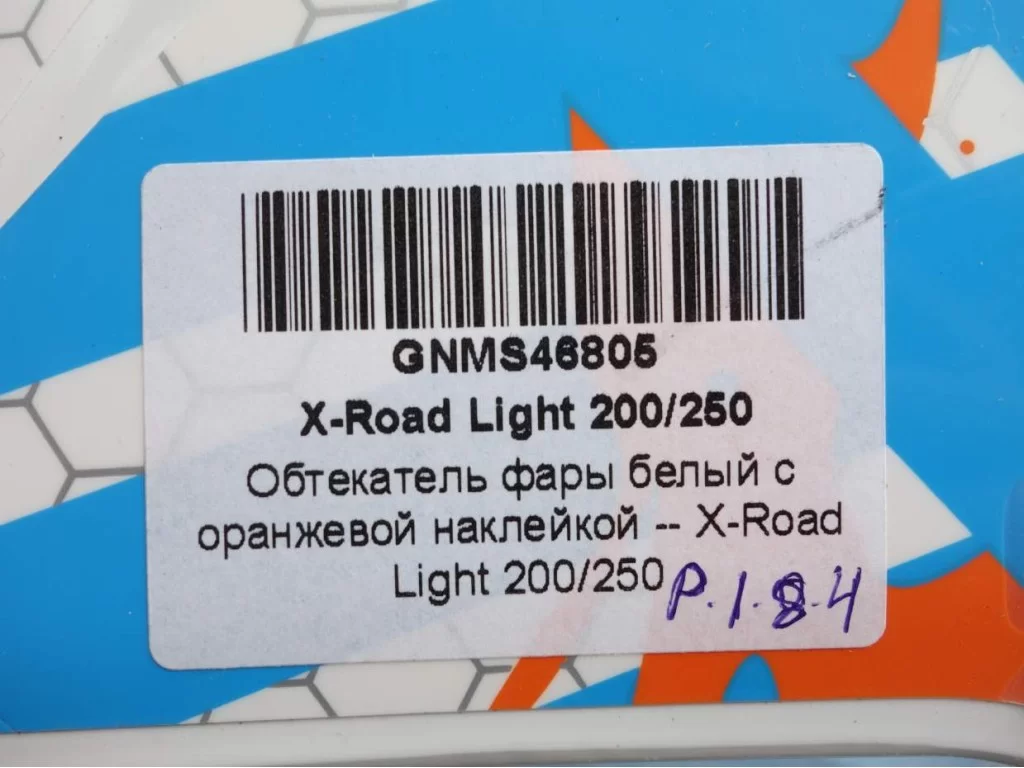 GNMS46805
X-Road Light 200/250
Обтекатель фары белый с
оранжевой наклейкой -- X-Road
Light 200/250
P.1.8.4